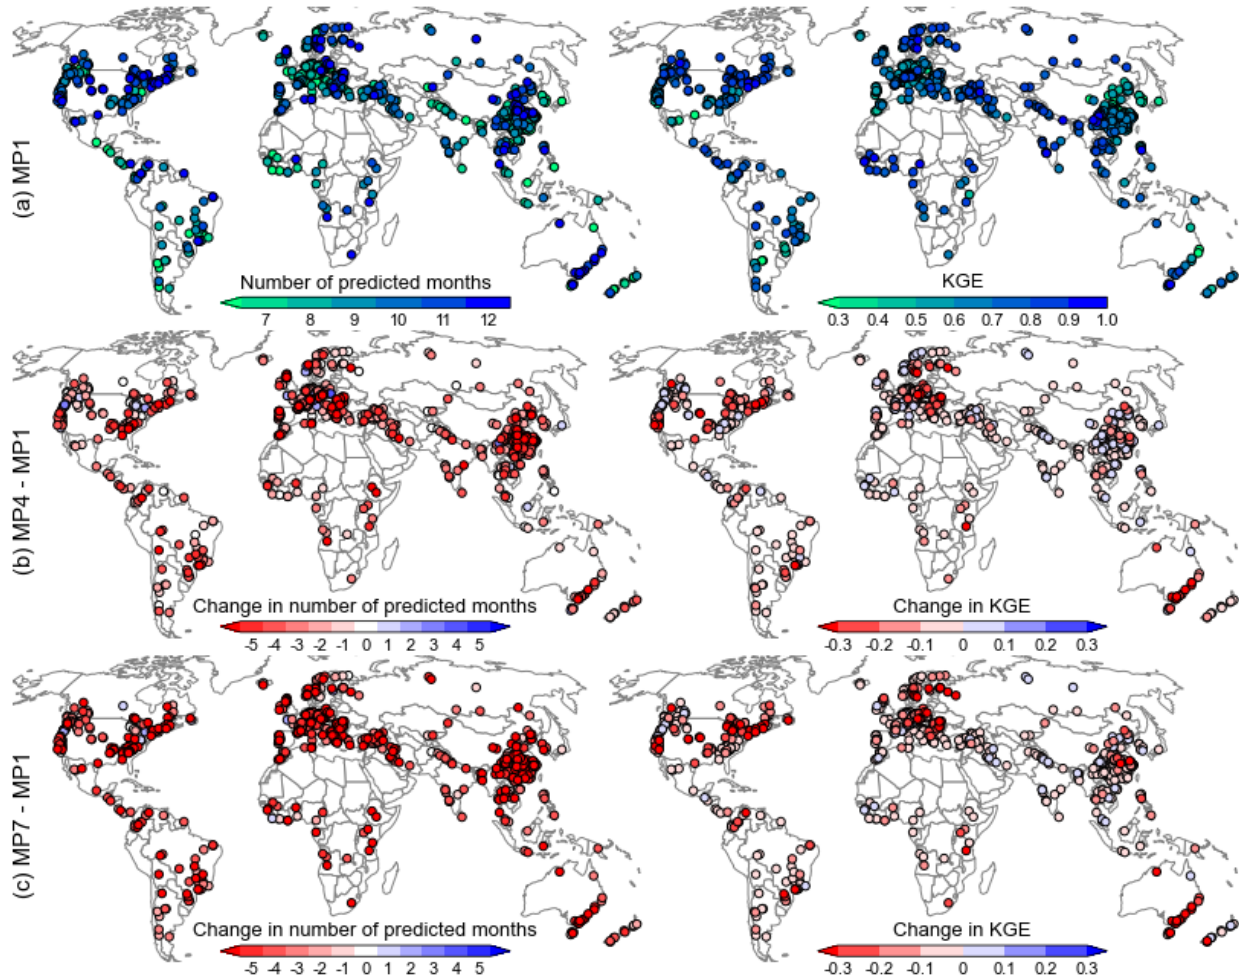 (a) MP1
Number of predicted months
7 8 9 10 11 12
KGE
0.3 0.4 0.5 0.6 0.7 0.8 0.9 1.0
(b) MP4 - MP1
Change in number of predicted months
-5 -4 -3 -2 -1 0 1 2 3 4 5
Change in KGE
-0.3 -0.2 -0.1 0 0.1 0.2 0.3
(c) MP7 - MP1
Change in number of predicted months
-5 -4 -3 -2 -1 0 1 2 3 4 5
Change in KGE
-0.3 -0.2 -0.1 0 0.1 0.2 0.3